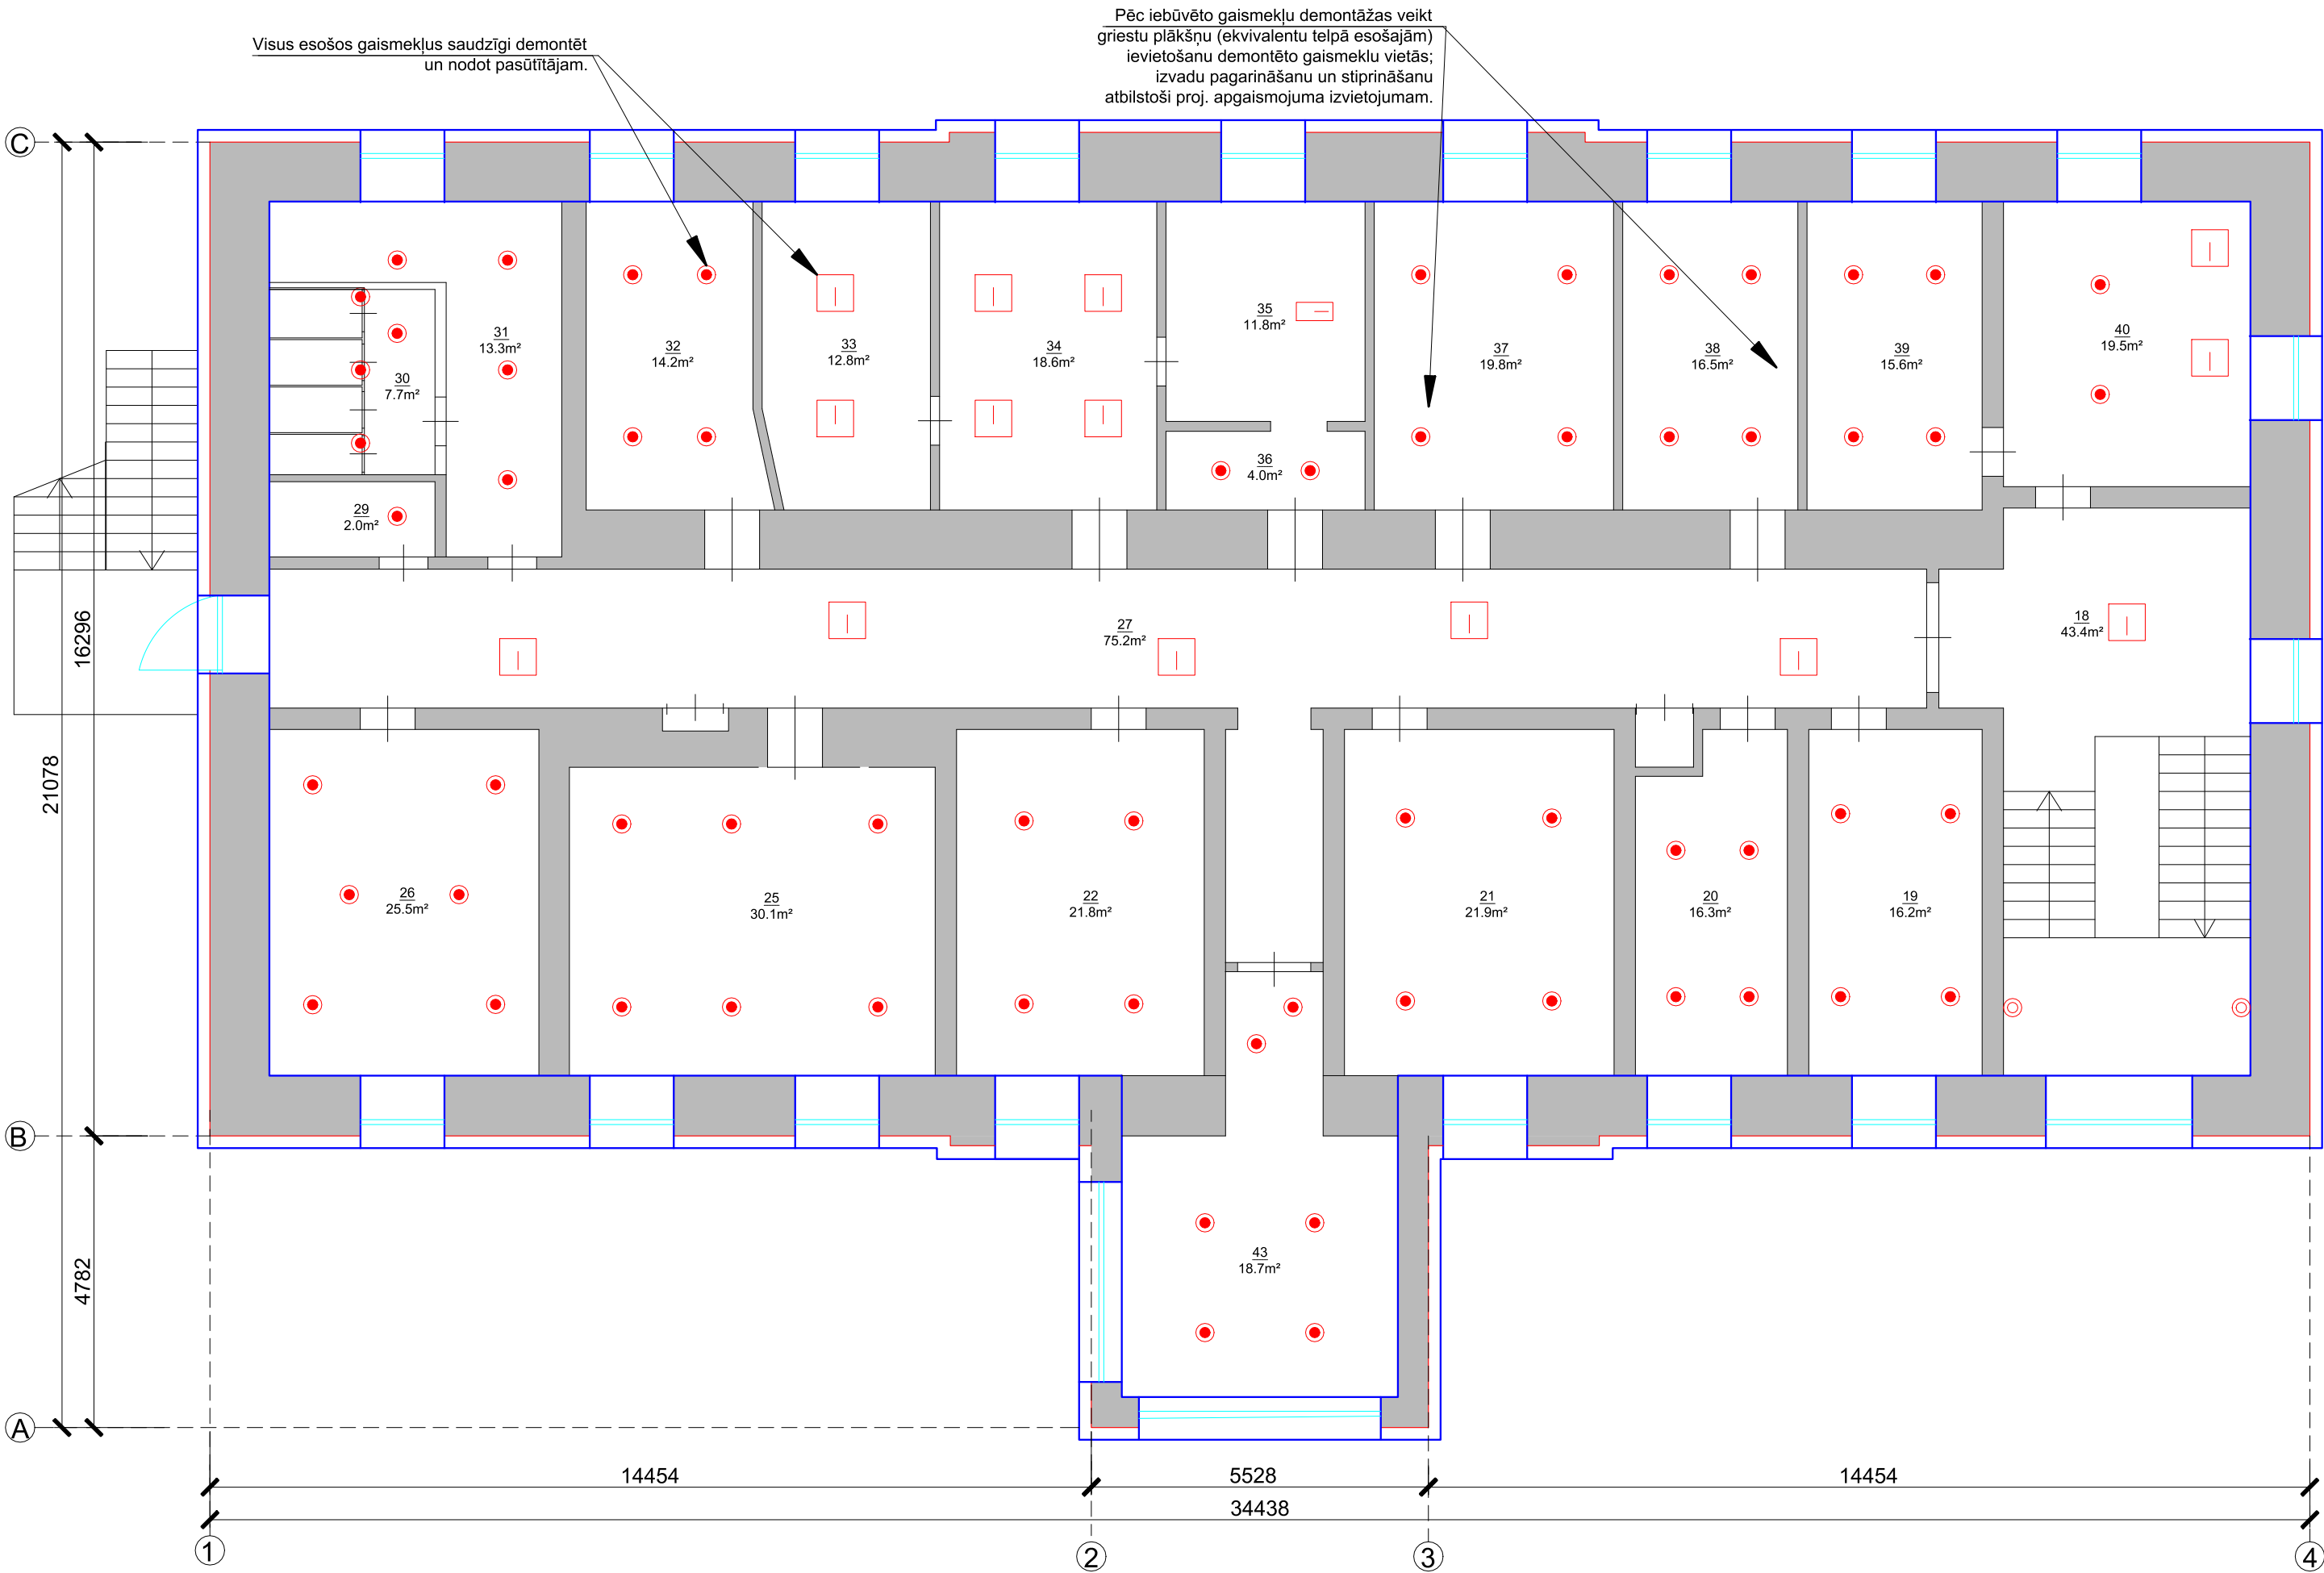 Visus esošos gaismekļus saudzīgi demontēt
un nodot pasūtītājam.
Pēc iebūvēto gaismekļu demontāžas veikt
griestu plākšņu (ekvivalentu telpā esošajām)
ievietošanu demontēto gaismeklu vietās;
izvadu pagarināšanu un stiprināšanu
atbilstoši proj. apgaismojuma izvietojumam.
C
31
13.3m²
30
7.7m²
29
2.0m²
32
14.2m²
33
12.8m²
34
18.6m²
35
11.8m²
36
4.0m²
37
19.8m²
38
16.5m²
39
15.6m²
40
19.5m²
27
75.2m²
18
43.4m²
16296
21078
26
25.5m²
25
30.1m²
22
21.8m²
21
21.9m²
20
16.3m²
19
16.2m²
B
43
18.7m²
4782
A
14454
5528
14454
34438
1
2
3
4